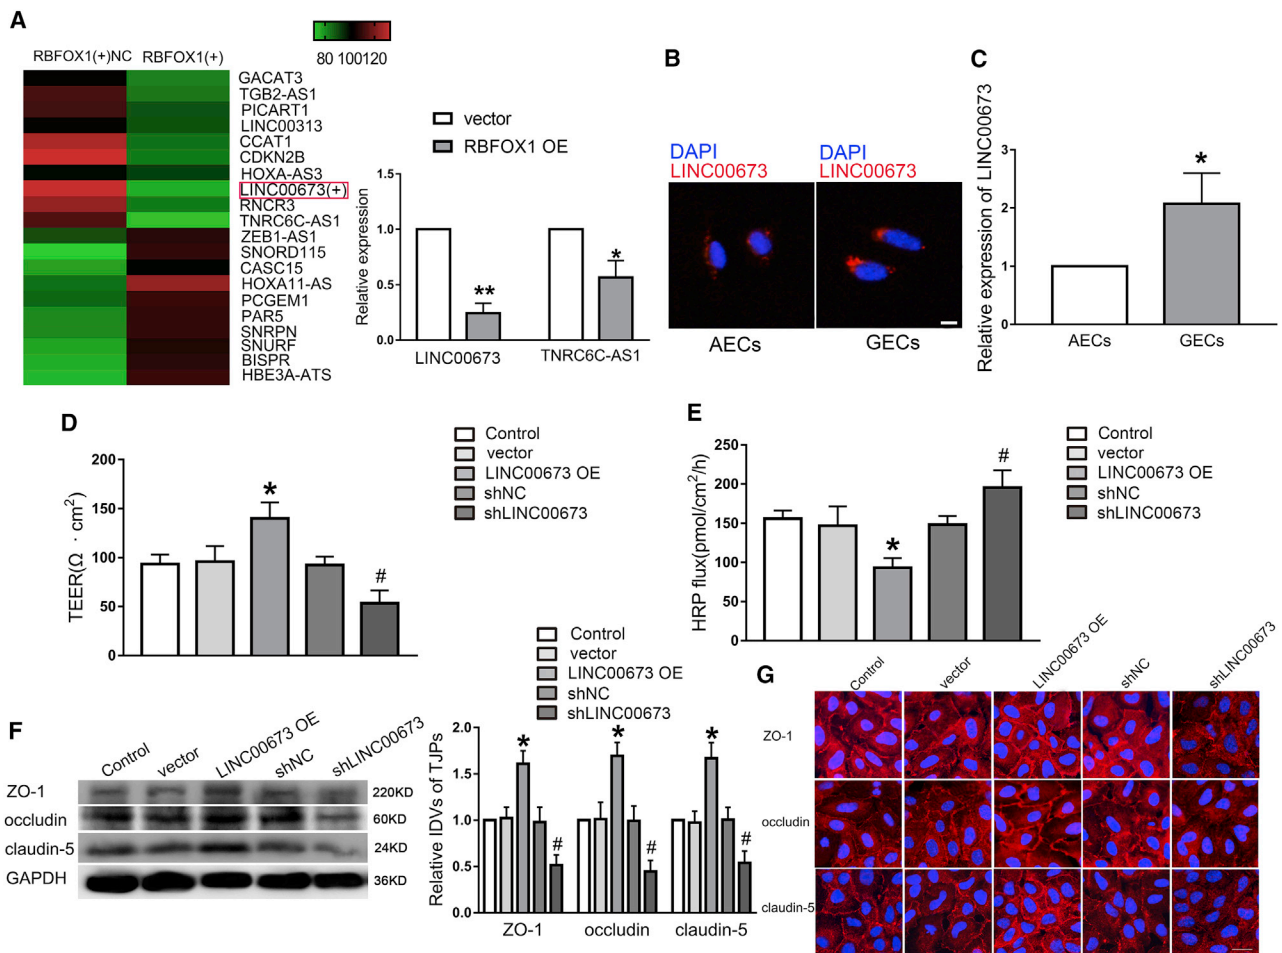 A
80 100120
RBFOX1(+)NC RBFOX1(+)
GACAT3
TGB2-AS1
PICART1
LINC00313
CCAT1
CDKN2B
HOXA-AS3
LINC00673(+)
RNCR3
TNRC6C-AS1
ZEB1-AS1
SNORD115
CASC15
HOXA11-AS
PCGEM1
PAR5
SNRPN
SNURF
BISPR
HBE3A-ATS
vector
RBFOX1 OE
Relative expression
1.5
1.0
0.5
0.0
**
*
LINC00673
TNRC6C-AS1
B
DAPI
LINC00673
DAPI
LINC00673
AECs
GECs
C
Relative expression of LINC00673
3
2
1
0
*
AECs
GECs
D
TEER(Ω · cm2)
200
150
100
50
0
*
#
Control
vector
LINC00673 OE
shNC
shLINC00673
E
HRP flux(pmol/cm2/h)
250
200
150
100
50
0
*
#
Control
vector
LINC00673 OE
shNC
shLINC00673
F
Control
vector
LINC00673 OE
shNC
shLINC00673
ZO-1
220KD
occludin
60KD
claudin-5
24KD
GAPDH
36KD
Control
vector
LINC00673 OE
shNC
shLINC00673
Relative IDVs of TJPs
2.0
1.5
1.0
0.5
0.0
*
#
*
#
*
#
ZO-1
occludin
claudin-5
G
Control
vector
LINC00673 OE
shNC
shLINC00673
ZO-1
occludin
claudin-5